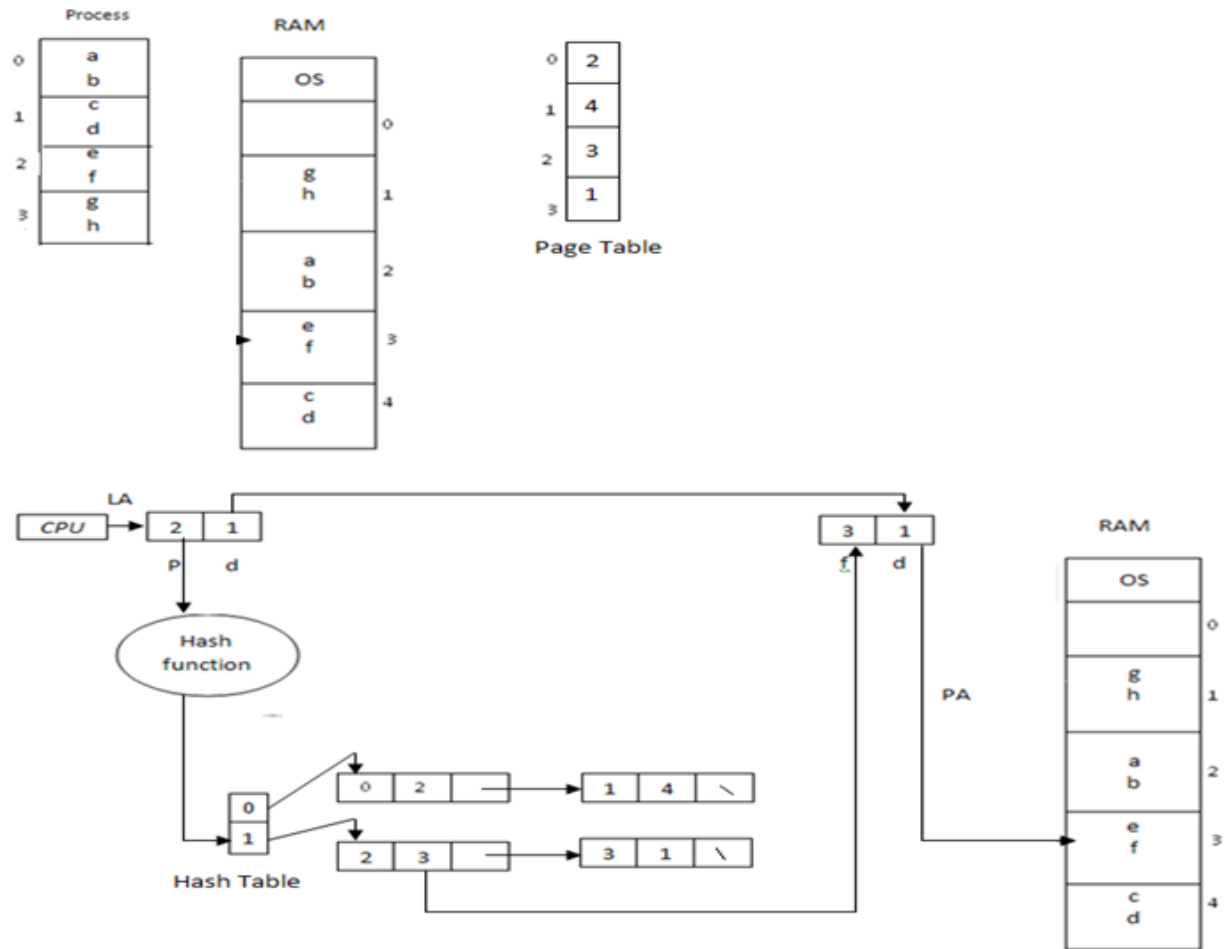 Process
0
a
b
1
c
d
2
e
f
3
g
h
RAM
OS
0
g
h
1
a
b
2
e
f
3
c
d
4
0 2
1 4
2 3
3 1
Page Table
LA
CPU
2 1
P d
Hash
function
0
1
Hash Table
0 2
1 4 \
2 3
3 1 \
3 1
f d
PA
RAM
OS
0
g
h
1
a
b
2
e
f
3
c
d
4